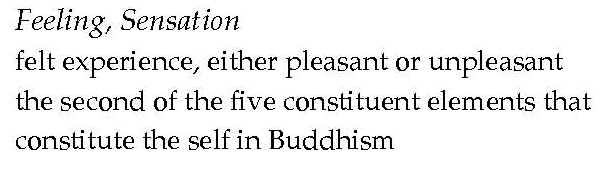 Feeling, Sensation
felt experience, either pleasant or unpleasant
the second of the five constituent elements that
constitute the self in Buddhism